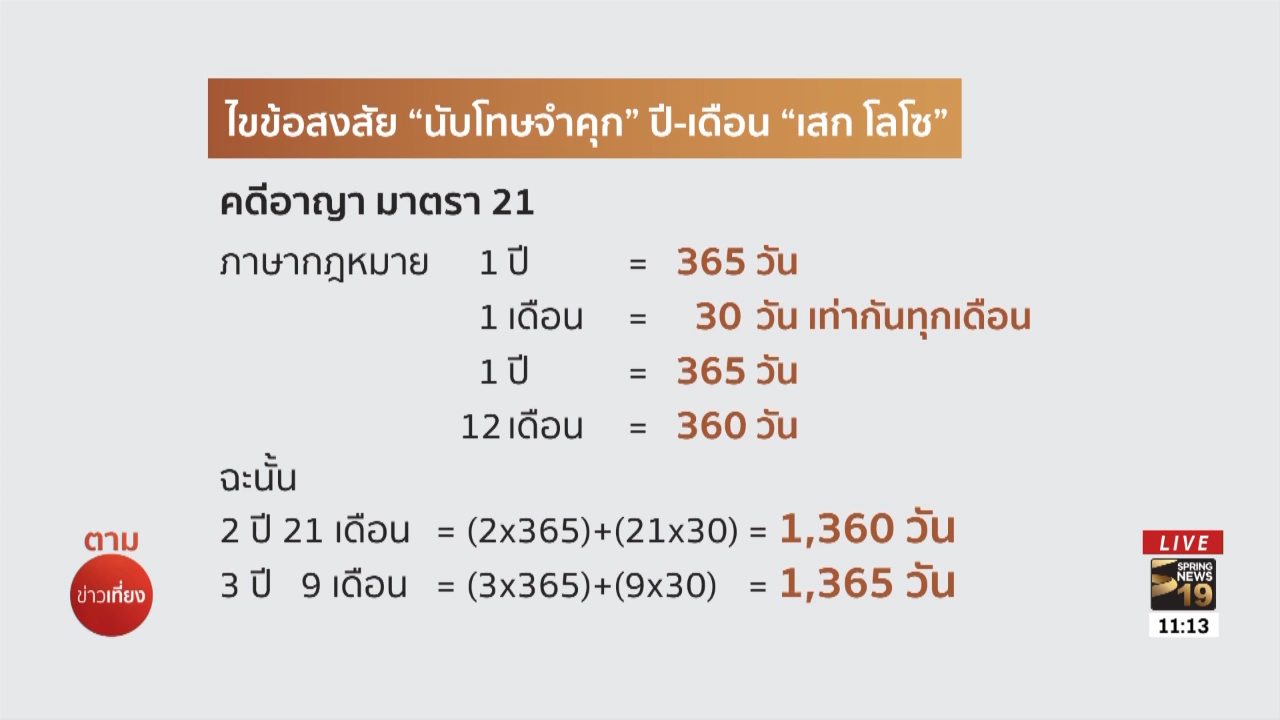 ไขข้อสงสัย “นับโทษจำคุก” ปี-เดือน “เสก โลโซ”
คดีอาญา มาตรา 21
ภาษากฎหมาย 1 ปี = 365 วัน
1 เดือน = 30 วัน เท่ากันทุกเดือน
1 ปี = 365 วัน
12 เดือน = 360 วัน
ฉะนั้น
2 ปี 21 เดือน = (2x365)+(21x30) = 1,360 วัน
3 ปี 9 เดือน = (3x365)+(9x30) = 1,365 วัน
ตาม
ข่าวเที่ยง
LIVE
SPRING
NEWS
19
11:13